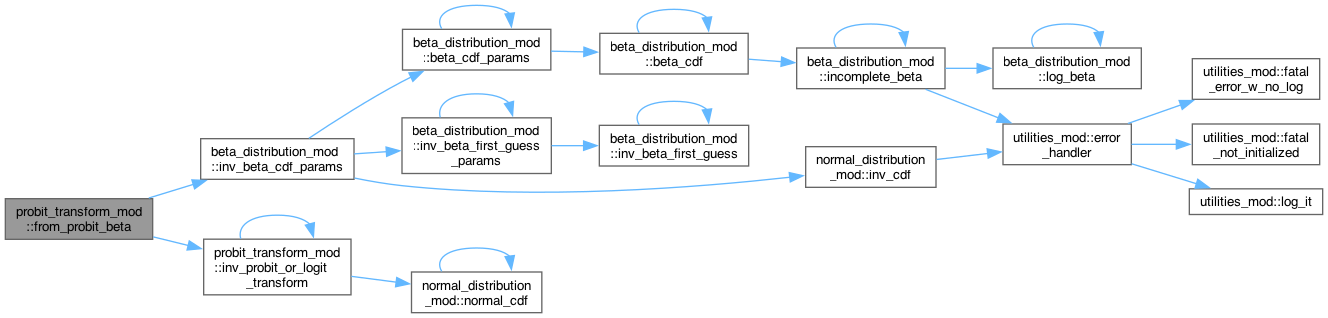 probit_transform_mod
::from_probit_beta
beta_distribution_mod
::inv_beta_cdf_params
beta_distribution_mod
::beta_cdf_params
beta_distribution_mod
::beta_cdf
beta_distribution_mod
::incomplete_beta
beta_distribution_mod
::log_beta
utilities_mod::error
_handler
utilities_mod::fatal
_error_w_no_log
utilities_mod::fatal
_not_initialized
utilities_mod::log_it
beta_distribution_mod
::inv_beta_first_guess
_params
beta_distribution_mod
::inv_beta_first_guess
normal_distribution
_mod::inv_cdf
probit_transform_mod
::inv_probit_or_logit
_transform
normal_distribution
_mod::normal_cdf